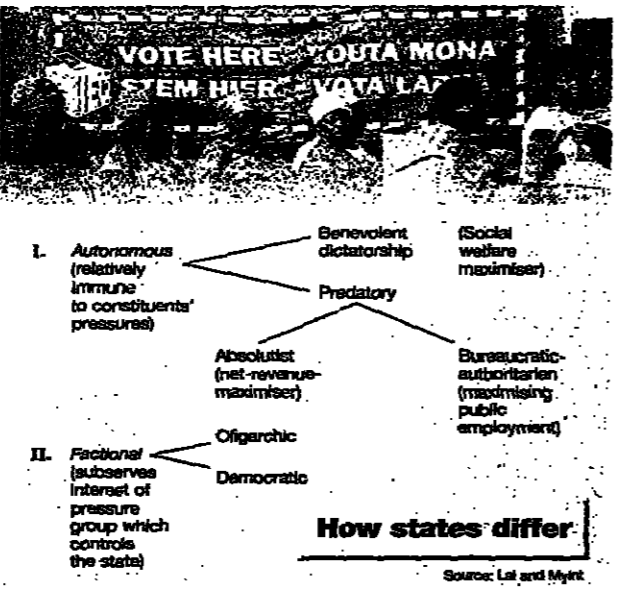 VOTE HERE - VOUTA MONA
STEM HIER - VOTA LA
I. Autonomous
(relatively
immune
to constituents'
pressures)
Benevolent
dictatorship
(Social
welfare
maximiser)
Predatory
Absolutist
(net-revenue-
maximiser)
Bureaucratic-
authoritarian
(maximising
public
employment)
II. Factional
(subserves
interest of
pressure
group which
controls
the state)
Oligarchic
Democratic
How states differ
Source: Lal and Myint